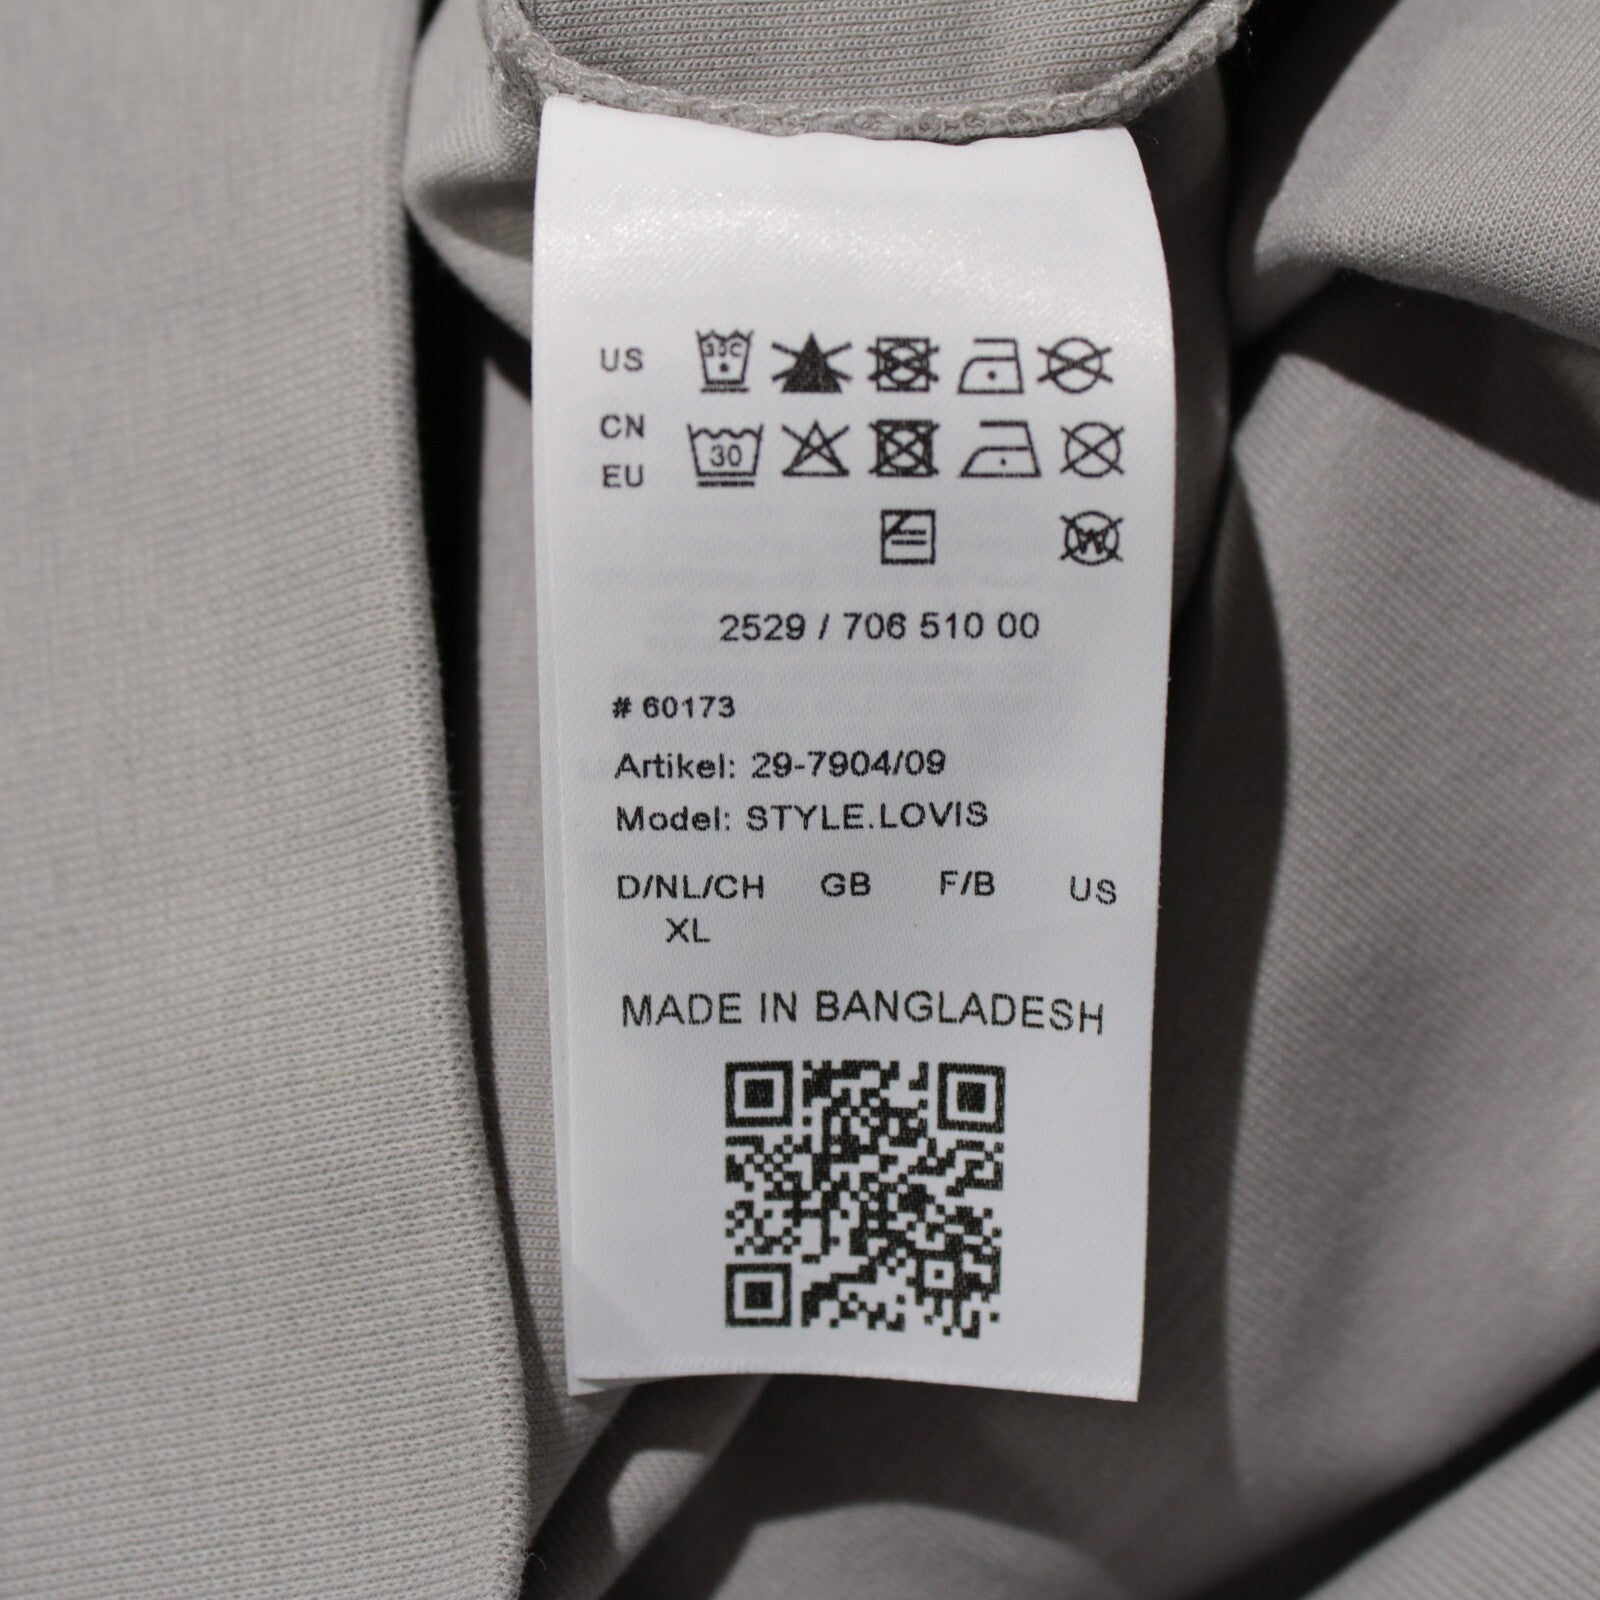 US
CN
EU
30
W
2529 / 706 510 00
# 60173
Artikel: 29-7904/09
Model: STYLE.LOVIS
D/NL/CH GB F/B US
XL
MADE IN BANGLADESH